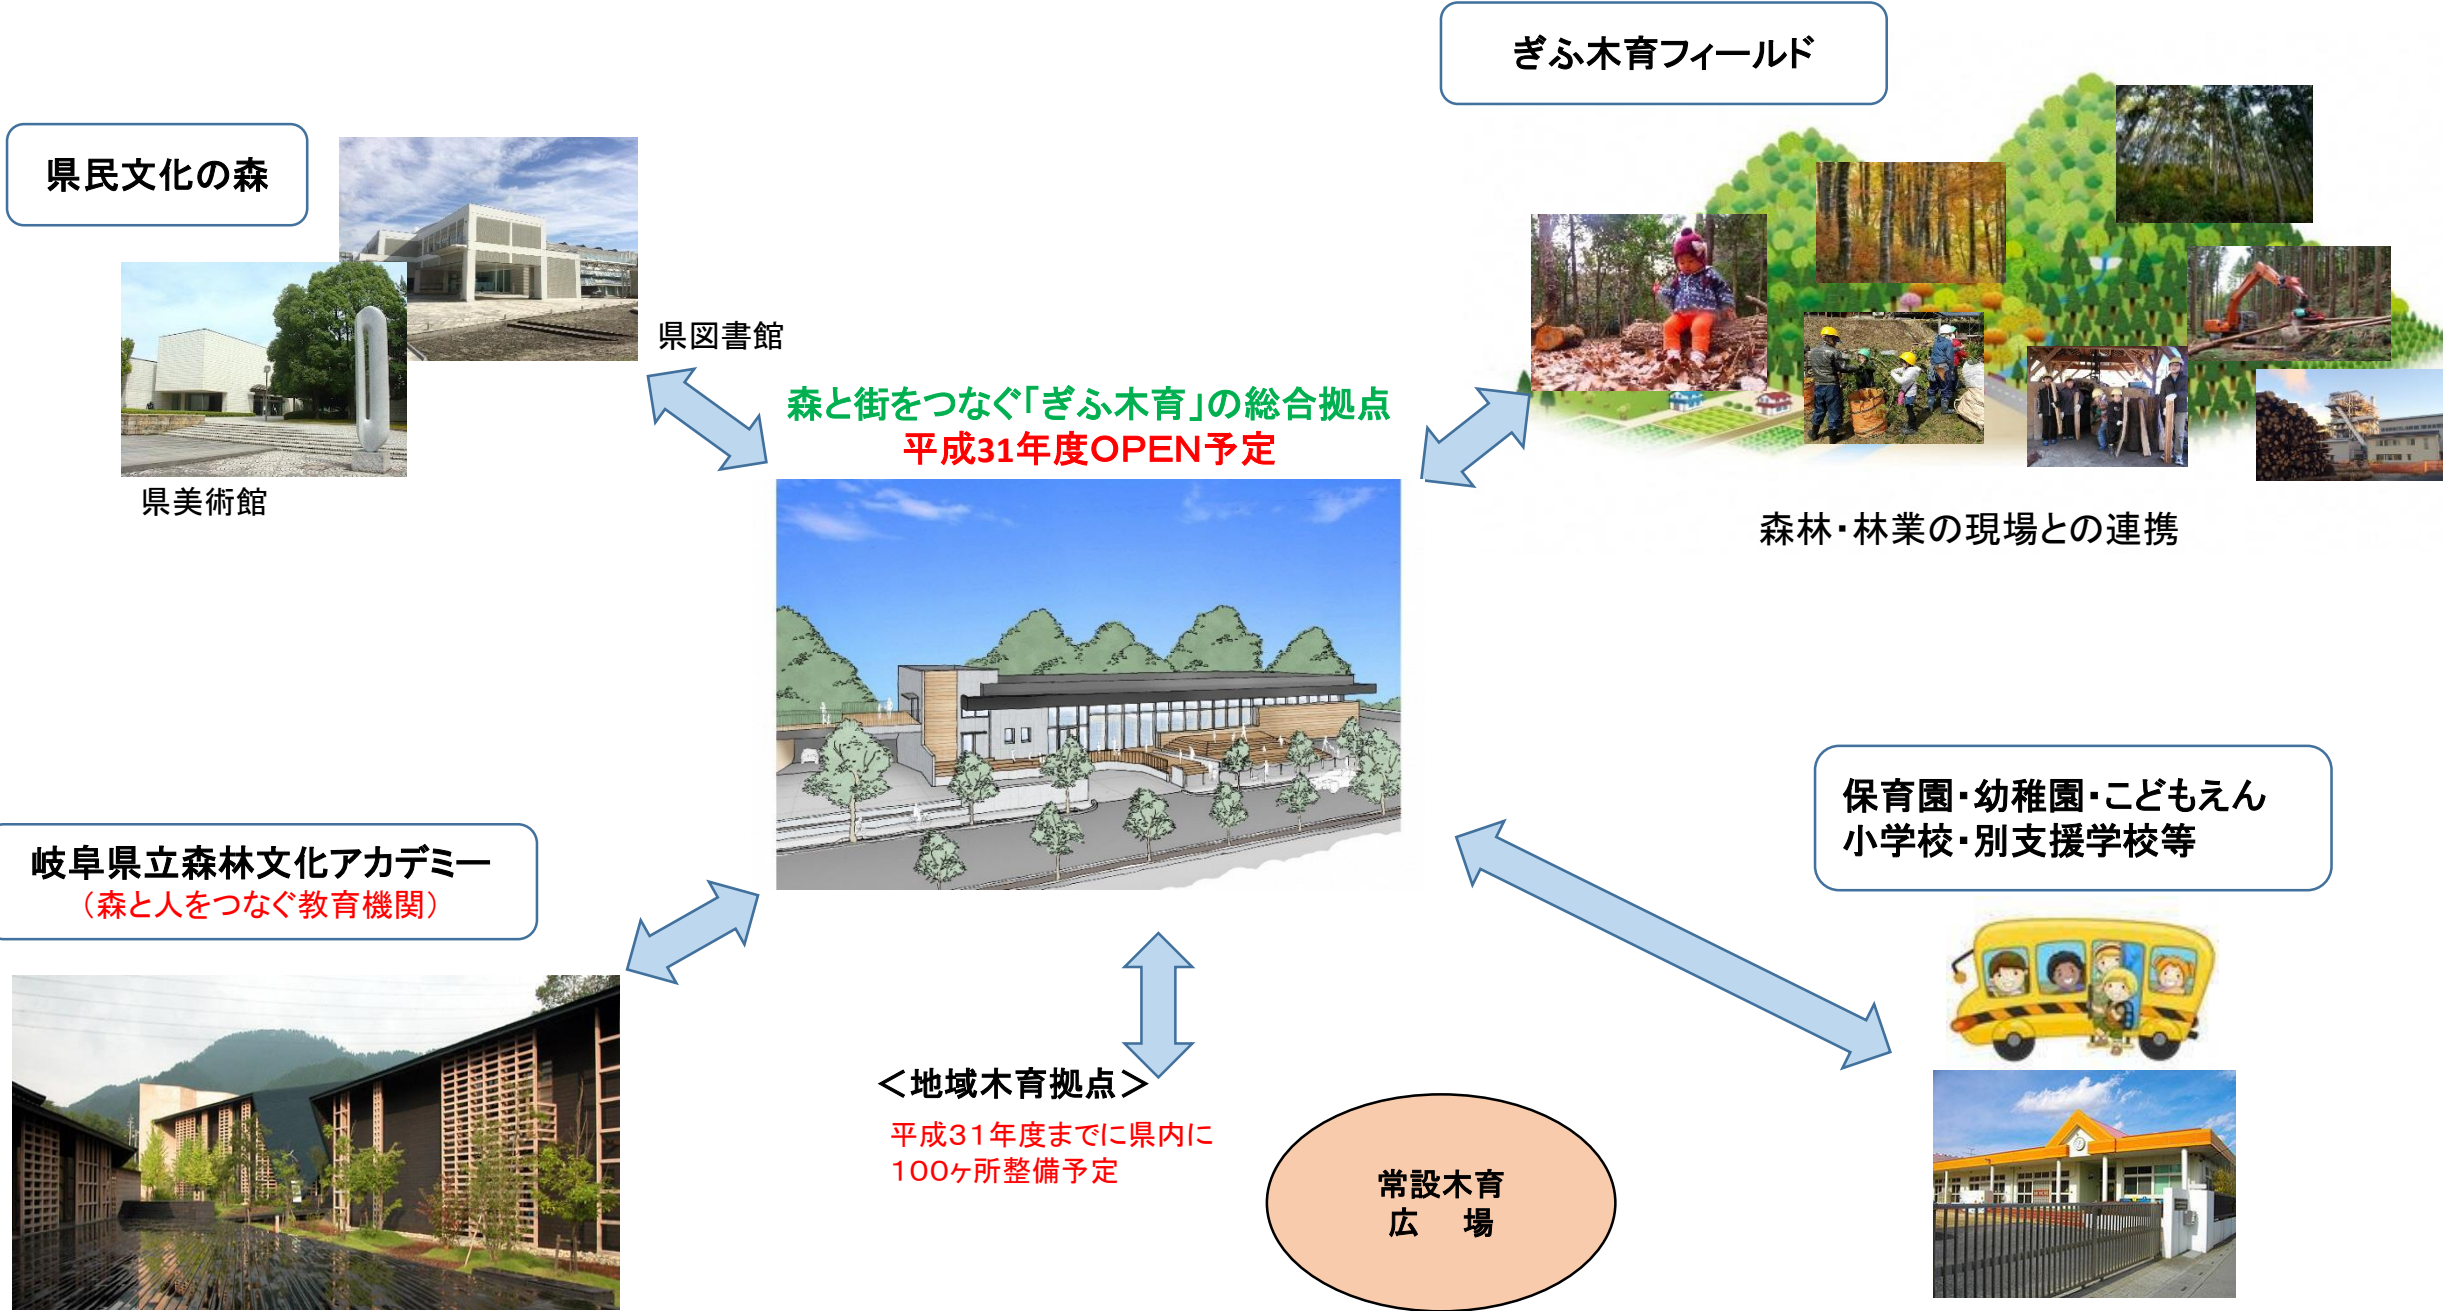 ぎふ木育フィールド
県民文化の森
県図書館
県美術館
森と街をつなぐ「ぎふ木育」の総合拠点
平成31年度OPEN予定
森林・林業の現場との連携
保育園・幼稚園・こどもえん
小学校・別支援学校等
岐阜県立森林文化アカデミー
（森と人をつなぐ教育機関）
＜地域木育拠点＞
平成３１年度までに県内に
１００ヶ所整備予定
常設木育
広　場